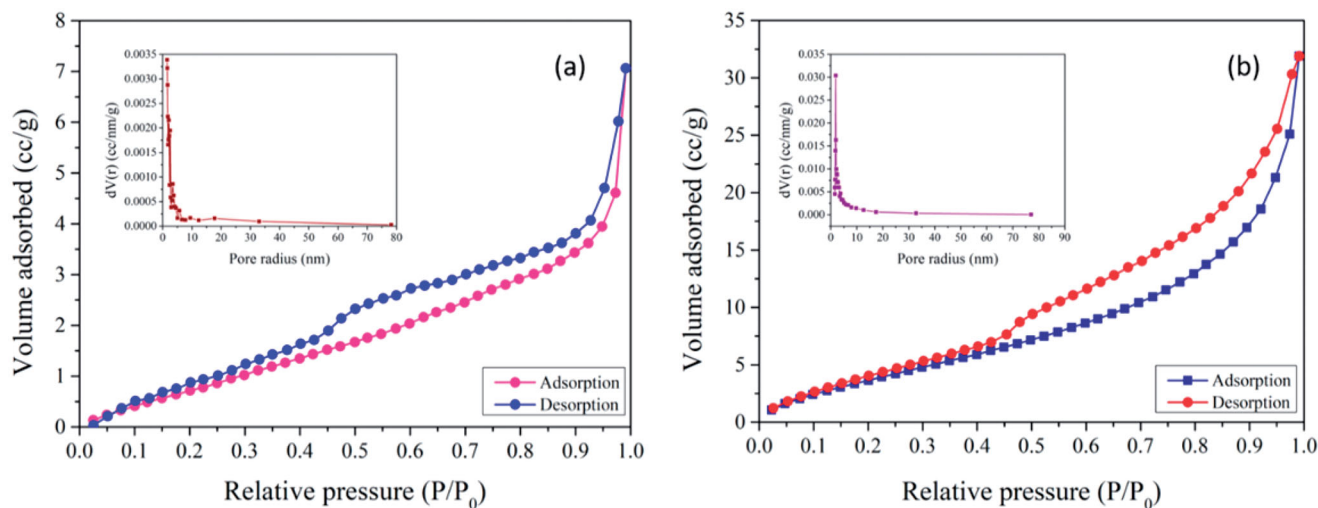 8
7
6
5
4
3
2
1
0
Volume adsorbed (cc/g)
0.0 0.1 0.2 0.3 0.4 0.5 0.6 0.7 0.8 0.9 1.0
Relative pressure (P/P0)
(a)
0.0035
0.0030
0.0025
0.0020
0.0015
0.0010
0.0005
0.0000
dV(r) (cc/nm/g)
0 10 20 30 40 50 60 70 80
Pore radius (nm)
Adsorption
Desorption
35
30
25
20
15
10
5
0
Volume adsorbed (cc/g)
0.0 0.1 0.2 0.3 0.4 0.5 0.6 0.7 0.8 0.9 1.0
Relative pressure (P/P0)
(b)
0.035
0.030
0.025
0.020
0.015
0.010
0.005
0.000
dV(r) (cc/nm/g)
0 10 20 30 40 50 60 70 80 90
Pore radius (nm)
Adsorption
Desorption